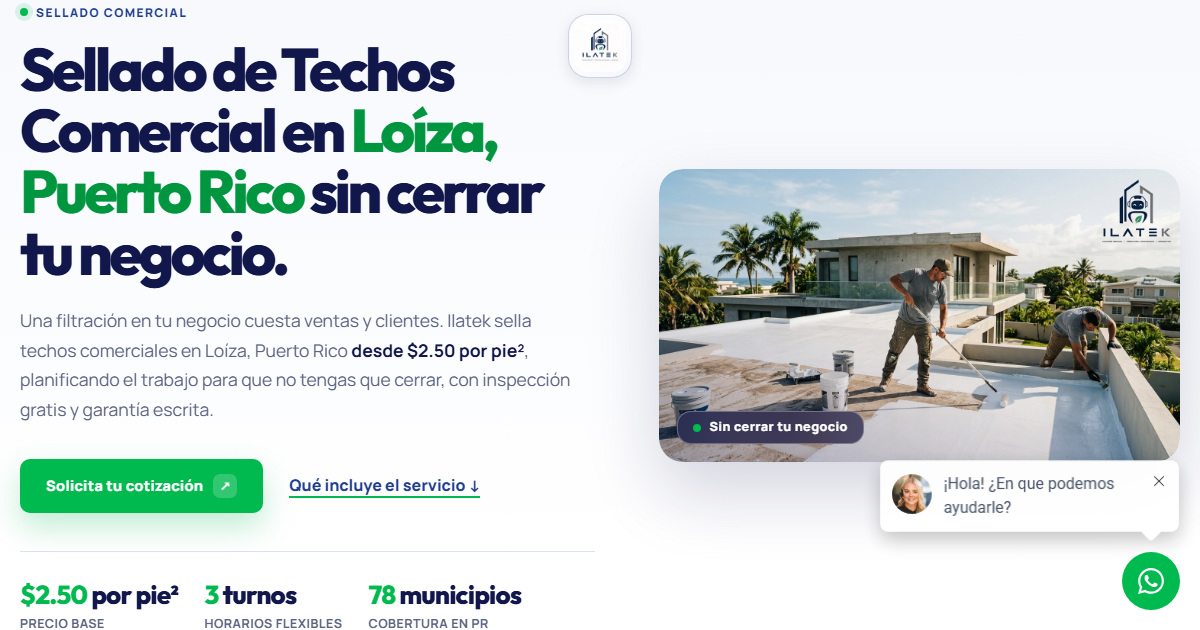 SELLADO COMERCIAL
ILATEK
Sellado de Techos
Comercial en Loíza,
Puerto Rico sin cerrar
tu negocio.
Una filtración en tu negocio cuesta ventas y clientes. Ilatek sella
techos comerciales en Loíza, Puerto Rico desde $2.50 por pie²,
planificando el trabajo para que no tengas que cerrar, con inspección
gratis y garantía escrita.
Solicita tu cotización ↗
Qué incluye el servicio ↓
$2.50 por pie²
PRECIO BASE
3 turnos
HORARIOS FLEXIBLES
78 municipios
COBERTURA EN PR
ILATEK
Sin cerrar tu negocio
¡Hola! ¿En que podemos
ayudarle?